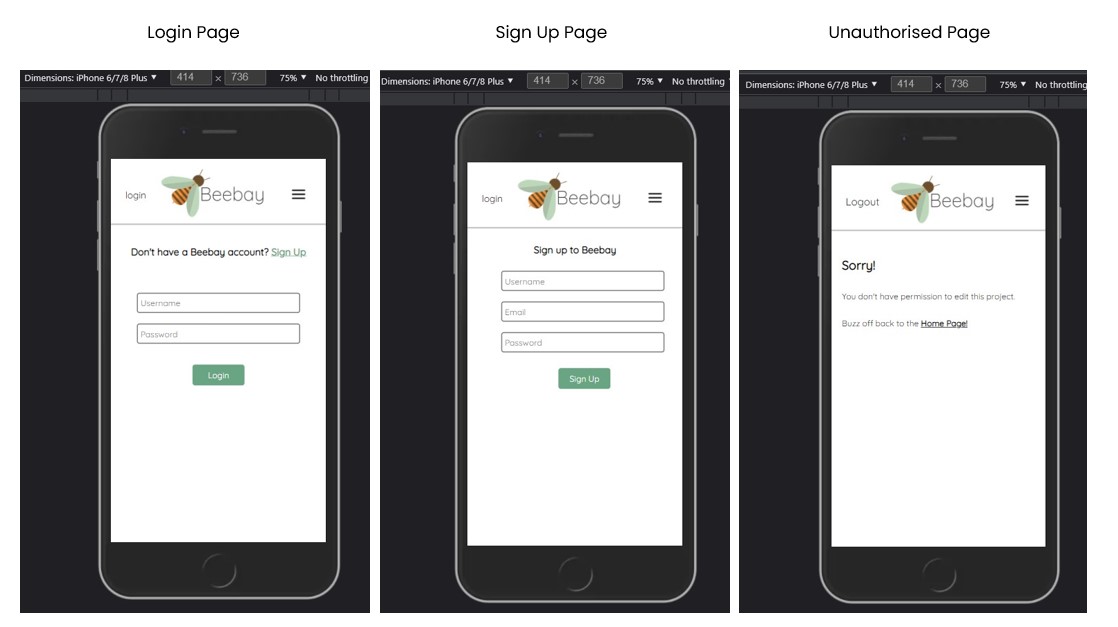 Login Page
Dimensions: iPhone 6/7/8 Plus ▼ 414 × 736 75% ▼ No throttling
login Beebay
Don't have a Beebay account? Sign Up
Username
Password
Login
Sign Up Page
Dimensions: iPhone 6/7/8 Plus ▼ 414 × 736 75% ▼ No throttling
login Beebay
Sign up to Beebay
Username
Email
Password
Sign Up
Unauthorised Page
Dimensions: iPhone 6/7/8 Plus ▼ 414 × 736 75% ▼ No throttling
Logout Beebay
Sorry!
You don't have permission to edit this project.
Buzz off back to the Home Page!